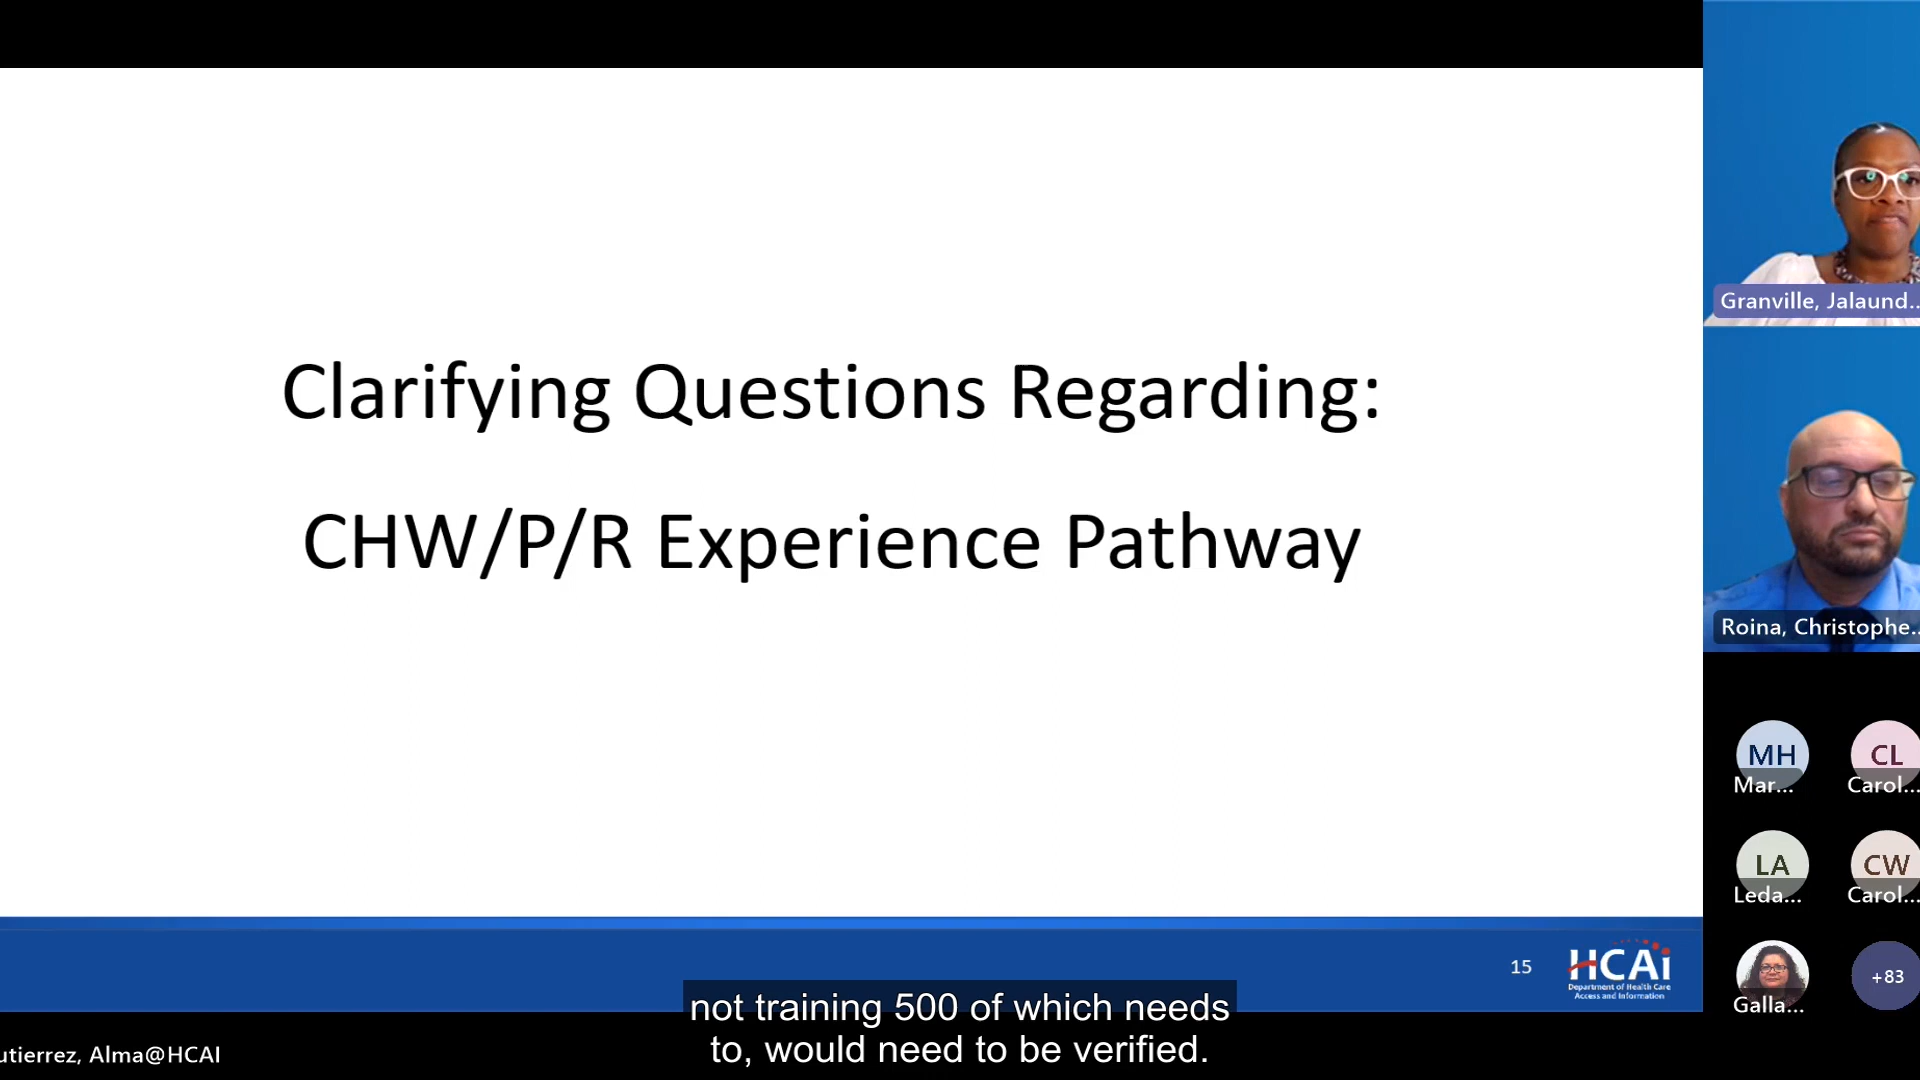 Clarifying Questions Regarding:
CHW/P/R Experience Pathway
15
HCAi
Department of Health Care
Access and Information
Granville, Jalaund...
Roina, Christophe...
MH
Mar...
CL
Carol...
LA
Leda...
CW
Carol...
Galla...
+83
not training 500 of which needs
to, would need to be verified.
utierrez, Alma@HCAI